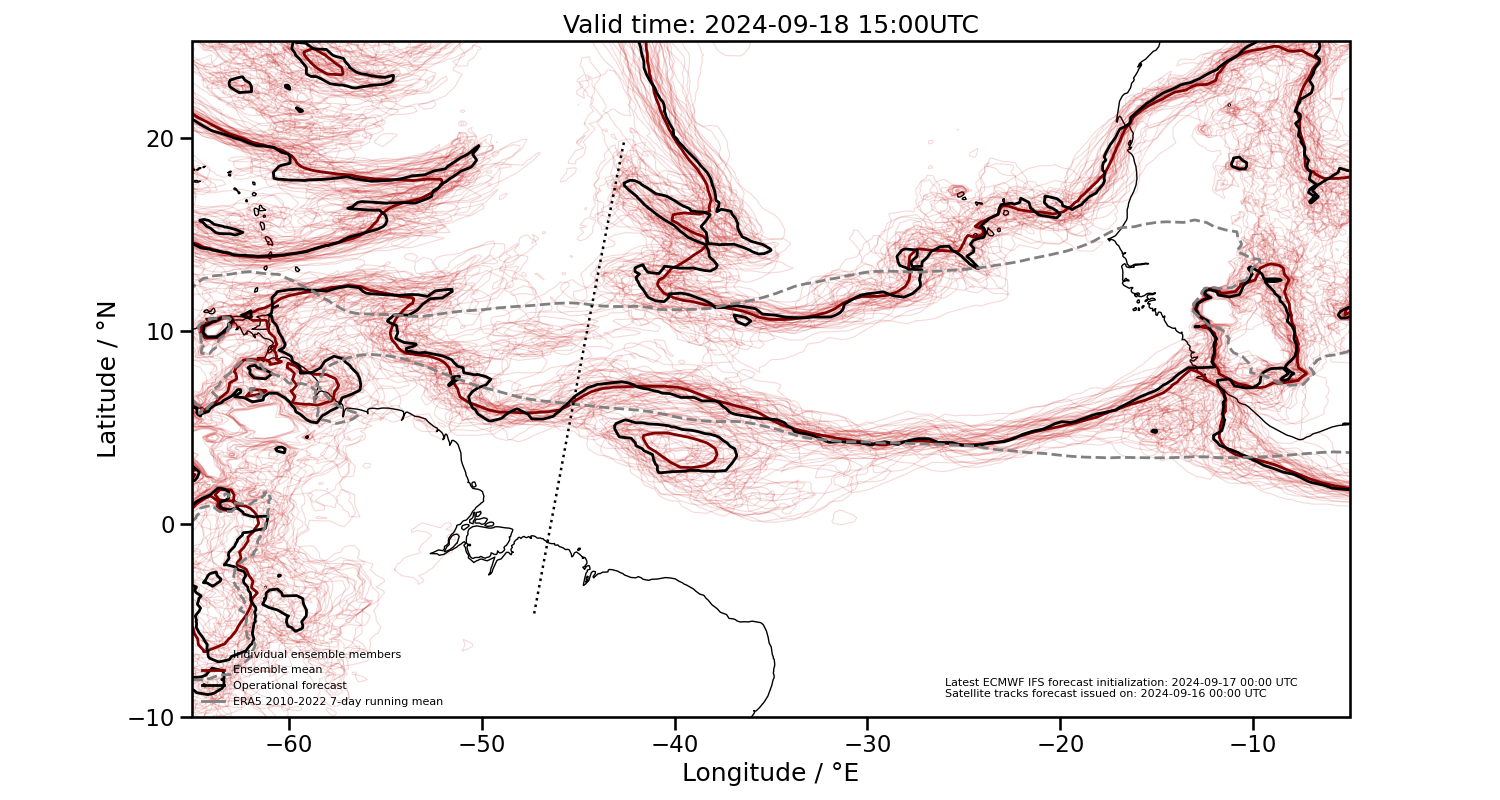 Valid time: 2024-09-18 15:00UTC
20
10
0
−10
Latitude / °N
−60
−50
−40
−30
−20
−10
Longitude / °E
Individual ensemble members
Ensemble mean
Operational forecast
ERA5 2010-2022 7-day running mean
Latest ECMWF IFS forecast initialization: 2024-09-17 00:00 UTC
Satellite tracks forecast issued on: 2024-09-16 00:00 UTC